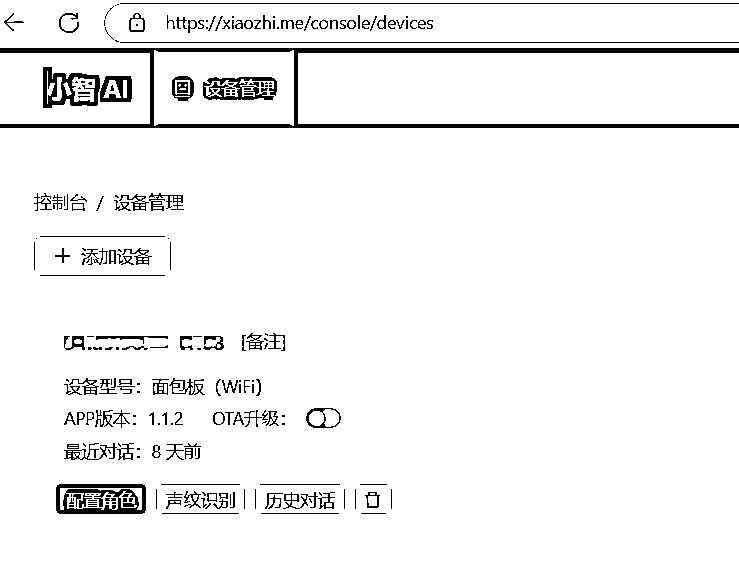 https://xiaozhi.me/console/devices
小智 AI 设备管理
控制台 / 设备管理
+ 添加设备
[备注]
设备型号：面包板（WiFi）
APP版本：1.1.2 OTA升级：
最近对话：8 天前
配置角色 声纹识别 历史对话